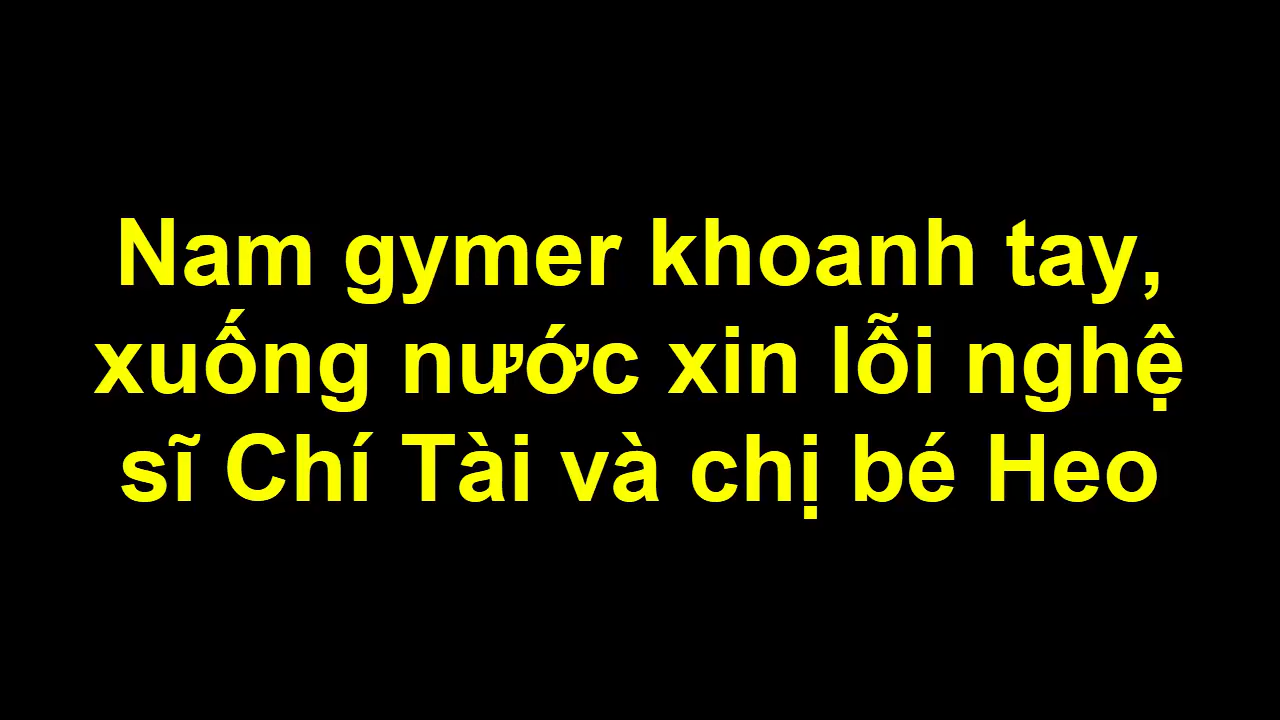 Nam gymer khoanh tay,
xuống nước xin lỗi nghệ
sĩ Chí Tài và chị bé Heo